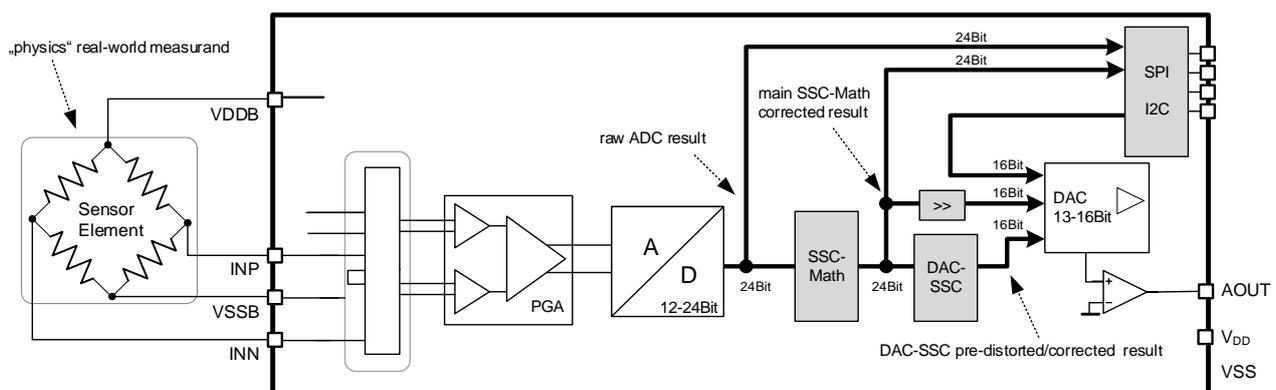 „physics“ real-world measurand
VDDB
Sensor
Element
INP
VSSB
INN
PGA
A
D
12-24Bit
raw ADC result
24Bit
main SSC-Math
corrected result
SSC-
Math
24Bit
24Bit
24Bit
SPI
I2C
16Bit
>>
16Bit
16Bit
DAC-
SSC
DAC
13-16Bit
+
−
DAC-SSC pre-distorted/corrected result
AOUT
VDD
VSS